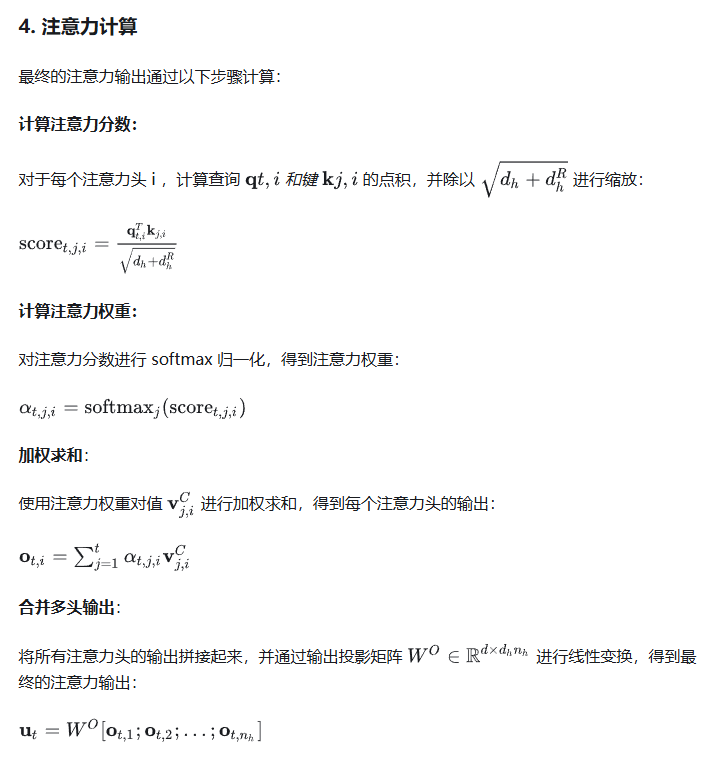 4. 注意力计算
最终的注意力输出通过以下步骤计算：
计算注意力分数：
对于每个注意力头 i ，计算查询 $\mathbf{q}t,i$ 和键 $\mathbf{k}j,i$ 的点积，并除以 $\sqrt{d_h + d_h^R}$ 进行缩放：
$\text{score}_{t,j,i} = \frac{\mathbf{q}_{t,i}^T \mathbf{k}_{j,i}}{\sqrt{d_h + d_h^R}}$
计算注意力权重：
对注意力分数进行 softmax 归一化，得到注意力权重：
$\alpha_{t,j,i} = \text{softmax}_j(\text{score}_{t,j,i})$
加权求和：
使用注意力权重对值 $\mathbf{v}_{j,i}^C$ 进行加权求和，得到每个注意力头的输出：
$\mathbf{o}_{t,i} = \sum_{j=1}^{t} \alpha_{t,j,i} \mathbf{v}_{j,i}^C$
合并多头输出：
将所有注意力头的输出拼接起来，并通过输出投影矩阵 $W^O \in \mathbb{R}^{d \times d_h n_h}$ 进行线性变换，得到最
终的注意力输出：
$\mathbf{u}_t = W^O[\mathbf{o}_{t,1}; \mathbf{o}_{t,2}; \ldots; \mathbf{o}_{t,n_h}]$